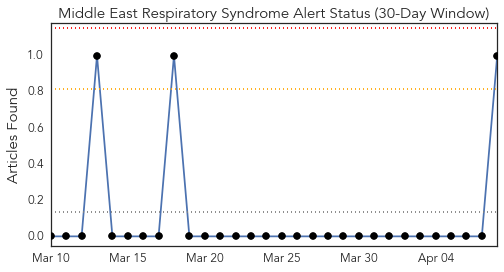 Middle East Respiratory Syndrome Alert Status (30-Day Window)
Articles Found
1.0
0.8
0.6
0.4
0.2
0.0
Mar 10 Mar 15 Mar 20 Mar 25 Mar 30 Apr 04